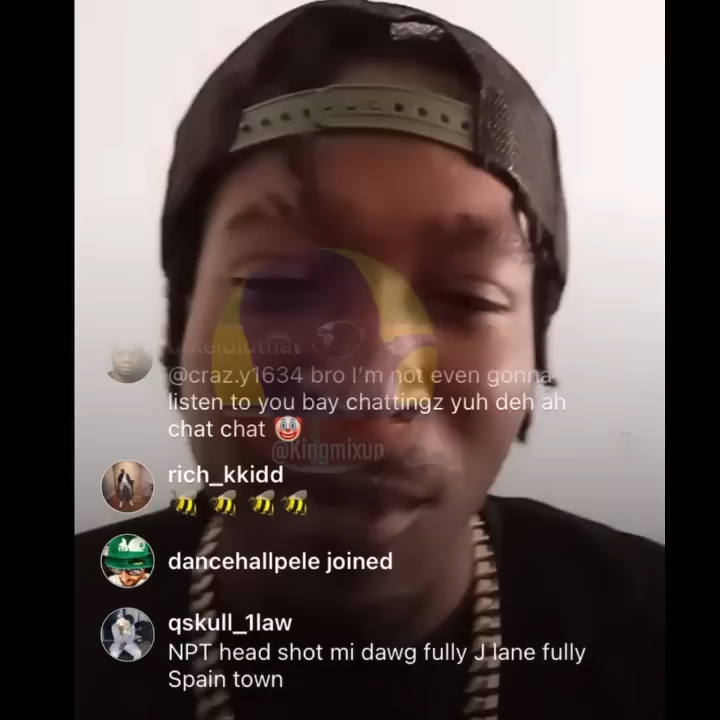 @craz.y1634 bro I'm not even gonna
listen to you bay chattingz yuh deh ah
chat chat 🤡
@Kingmixup
rich_kkidd
🐝 🐝 🐝 🐝
dancehallpele joined
qskull_1law
NPT head shot mi dawg fully J lane fully
Spain town